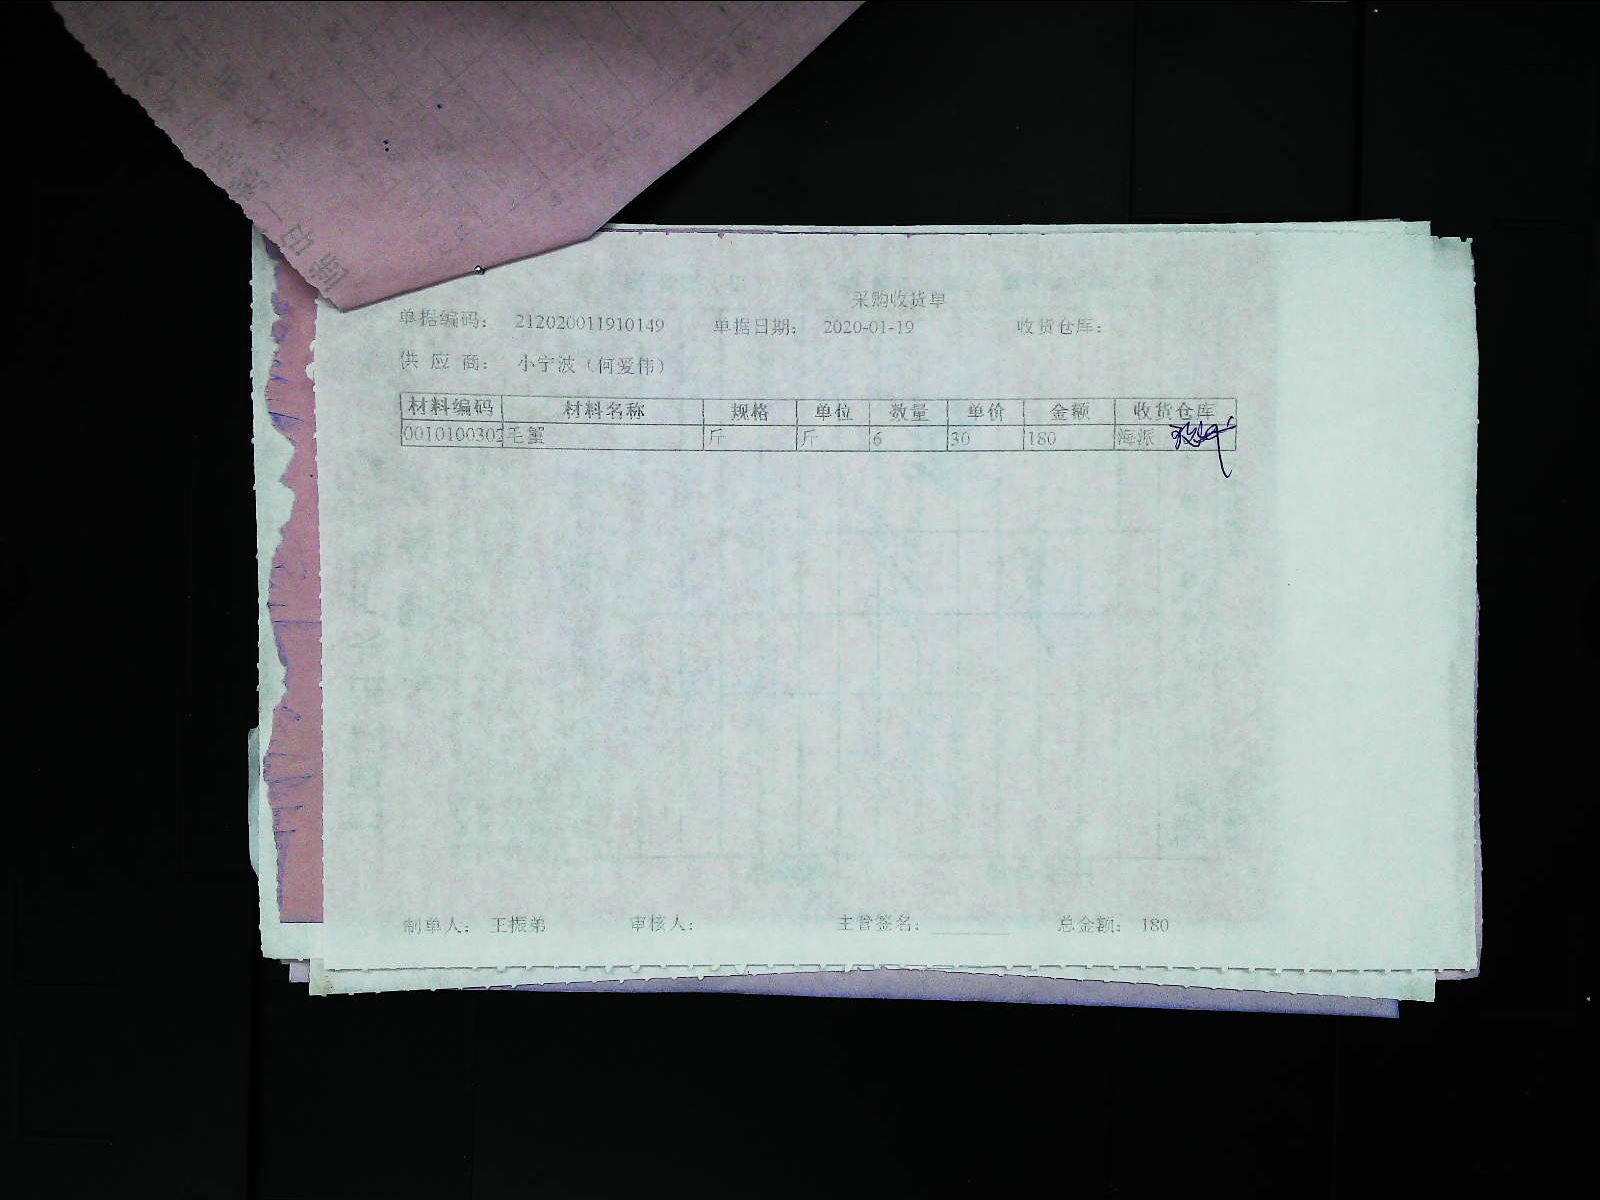 采购收货单
单据编码： 212020011910149 单据日期： 2020-01-19 收货仓库：
供 应 商： 小宁波（何爱伟）
材料编码 材料名称 规格 单位 数量 单价 金额 收货仓库
0010100302 毛蟹 斤 斤 6 30 180 海派
制单人： 王振弟 审核人： 主管签名： 总金额： 180